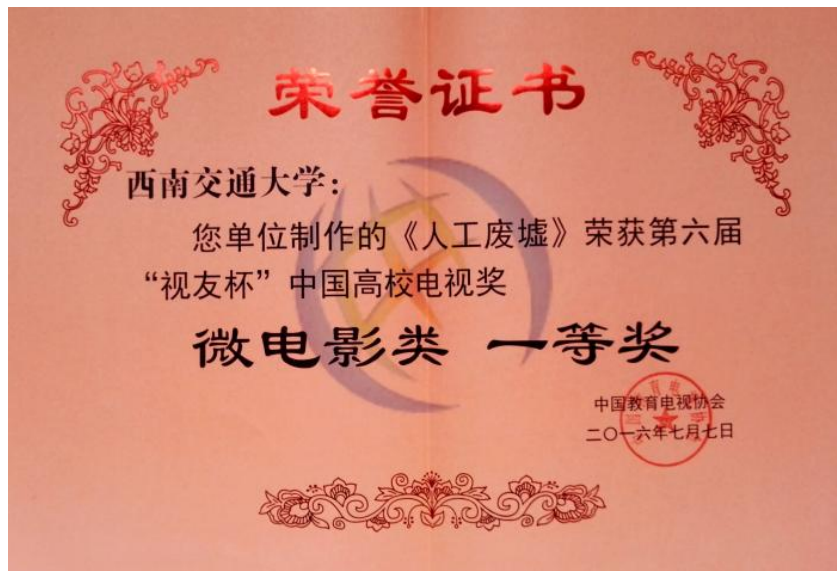 荣誉证书
西南交通大学：
您单位制作的《人工废墟》荣获第六届
“视友杯”中国高校电视奖
微电影类 一等奖
中国教育电视协会
二〇一六年七月七日